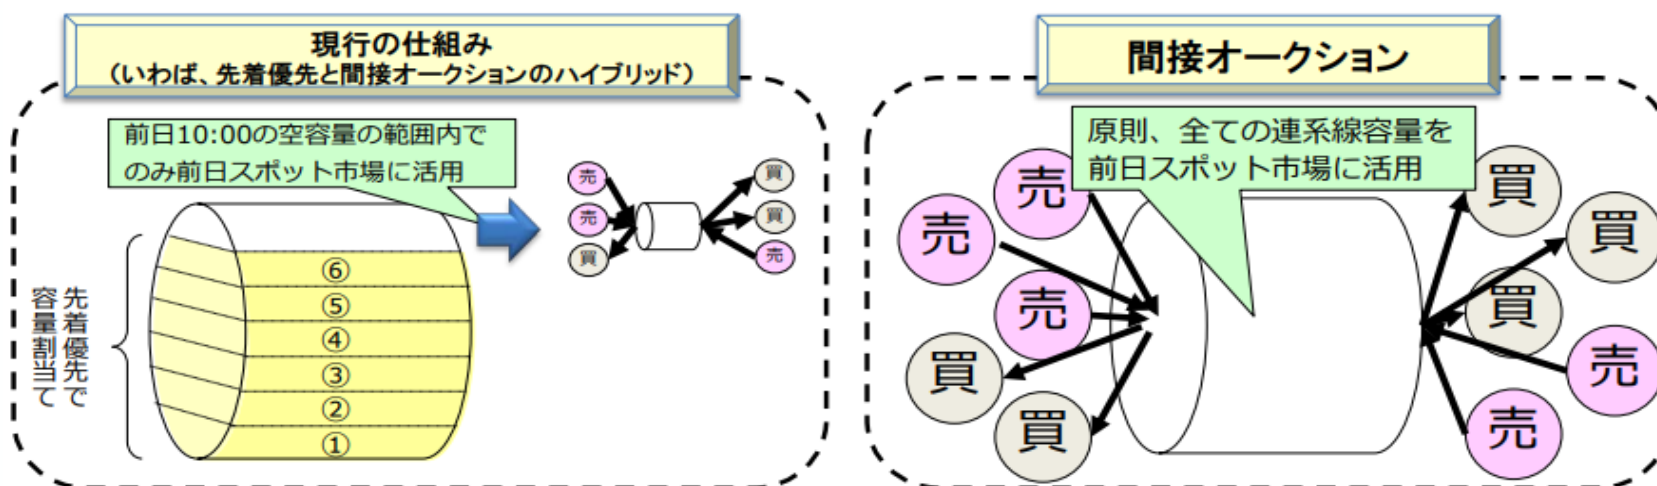 現行の仕組み
（いわば、先着優先と間接オークションのハイブリッド）
前日10:00の空容量の範囲内で
のみ前日スポット市場に活用
先着優先で
容量割当て
⑥
⑤
④
③
②
①
売
売
買
買
買
売
間接オークション
原則、全ての連系線容量を
前日スポット市場に活用
売
売
売
買
買
買
買
買
売
売